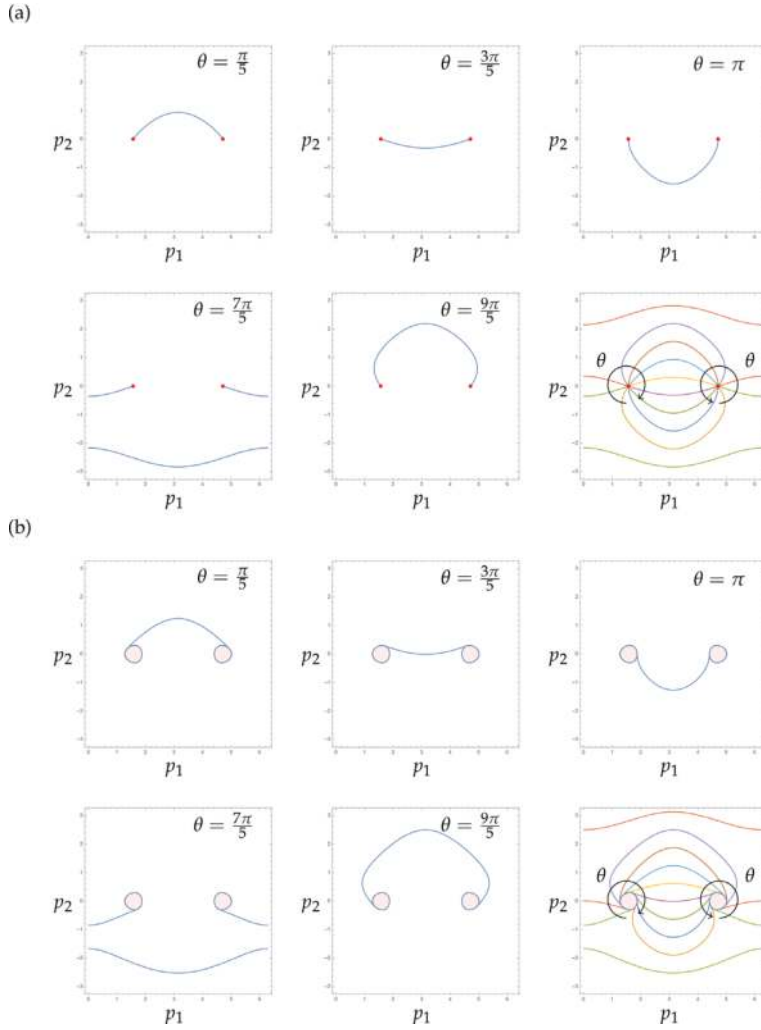 (a)
θ = π/5
θ = 3π/5
θ = π
p₂
p₂
p₂
p₁
p₁
p₁
θ = 7π/5
θ = 9π/5
θ
θ
p₂
p₂
p₂
p₁
p₁
p₁
(b)
θ = π/5
θ = 3π/5
θ = π
p₂
p₂
p₂
p₁
p₁
p₁
θ = 7π/5
θ = 9π/5
θ
θ
p₂
p₂
p₂
p₁
p₁
p₁